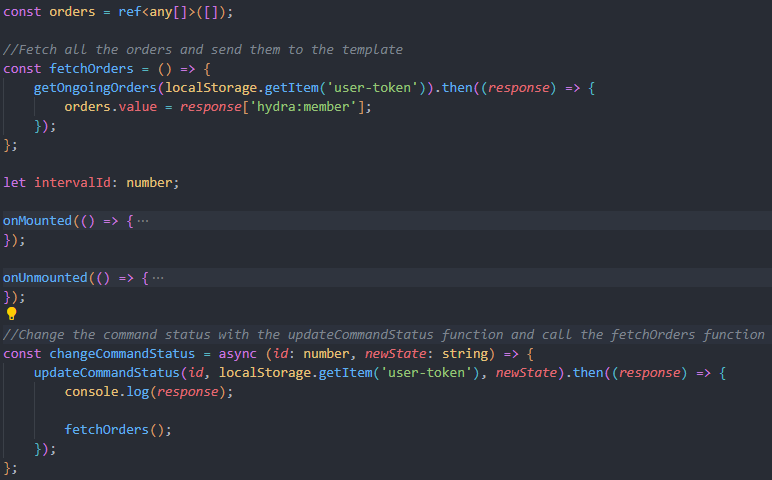 const orders = ref<any[]>([]);
//Fetch all the orders and send them to the template
const fetchOrders = () => {
getOngoingOrders(localStorage.getItem('user-token')).then((response) => {
orders.value = response['hydra:member'];
});
};
let intervalId: number;
onMounted(() => { ···
});
onUnmounted(() => { ···
});
//Change the command status with the updateCommandStatus function and call the fetchOrders function
const changeCommandStatus = async (id: number, newState: string) => {
updateCommandStatus(id, localStorage.getItem('user-token'), newState).then((response) => {
console.log(response);
fetchOrders();
});
};